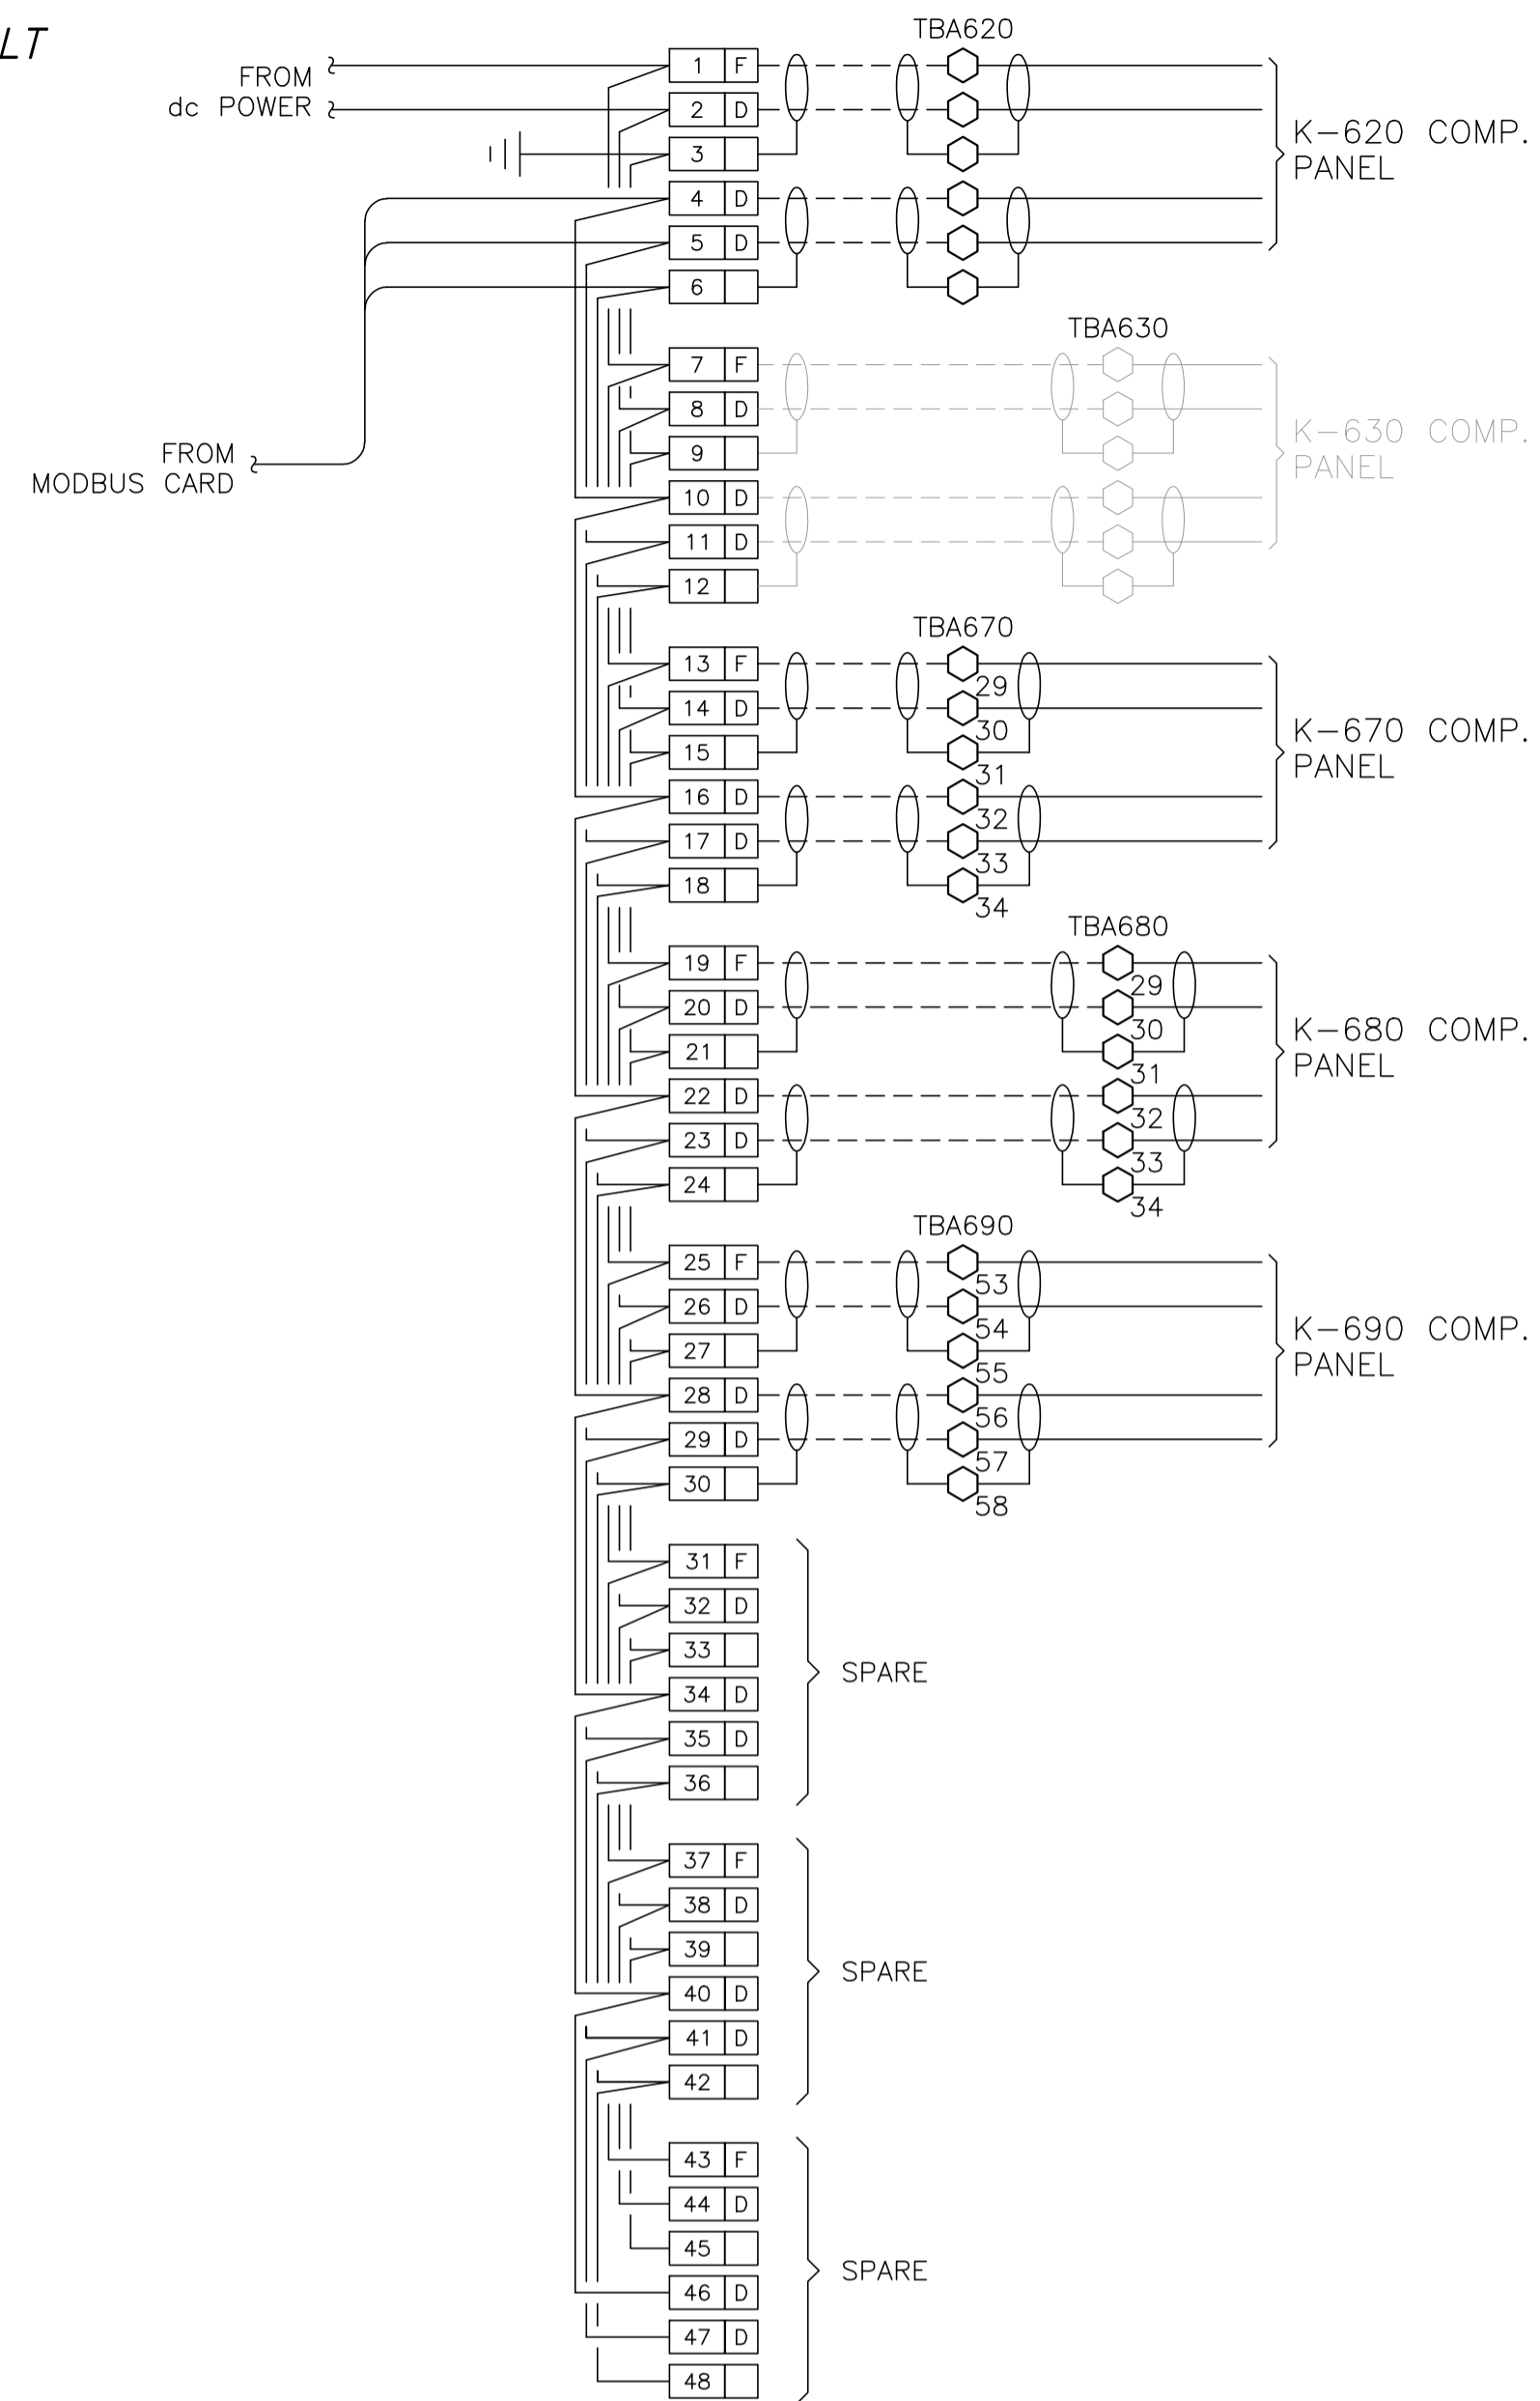 LT
FROM
dc POWER
TBA620
1 F
2 D
3
4 D
5 D
6
K-620 COMP.
PANEL
FROM
MODBUS CARD
TBA630
7 F
8 D
9
10 D
11 D
12
K-630 COMP.
PANEL
TBA670
13 F
29
14 D
30
15
31
16 D
32
17 D
33
18
34
K-670 COMP.
PANEL
TBA680
19 F
29
20 D
30
21
31
22 D
32
23 D
33
24
34
K-680 COMP.
PANEL
TBA690
25 F
53
26 D
54
27
55
28 D
56
29 D
57
30
58
K-690 COMP.
PANEL
31 F
32 D
33
34 D
35 D
36
SPARE
37 F
38 D
39
40 D
41 D
42
SPARE
43 F
44 D
45
46 D
47 D
48
SPARE